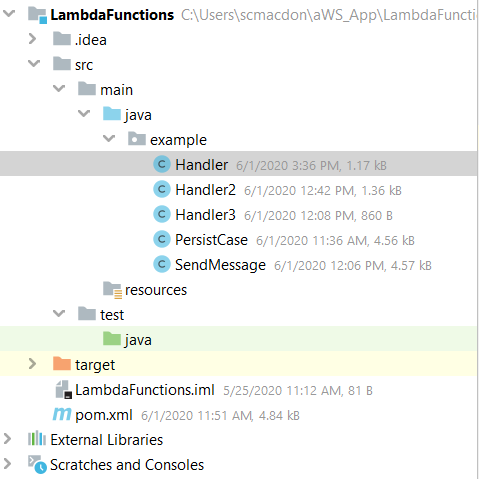 LambdaFunctions C:\Users\scmacdon\aWS_App\LambdaFuncti
.idea
src
main
java
example
Handler 6/1/2020 3:36 PM, 1.17 kB
Handler2 6/1/2020 12:42 PM, 1.36 kB
Handler3 6/1/2020 12:08 PM, 860 B
PersistCase 6/1/2020 11:36 AM, 4.56 kB
SendMessage 6/1/2020 12:06 PM, 4.57 kB
resources
test
java
target
LambdaFunctions.iml 5/25/2020 11:12 AM, 81 B
pom.xml 6/1/2020 11:51 AM, 4.84 kB
External Libraries
Scratches and Consoles